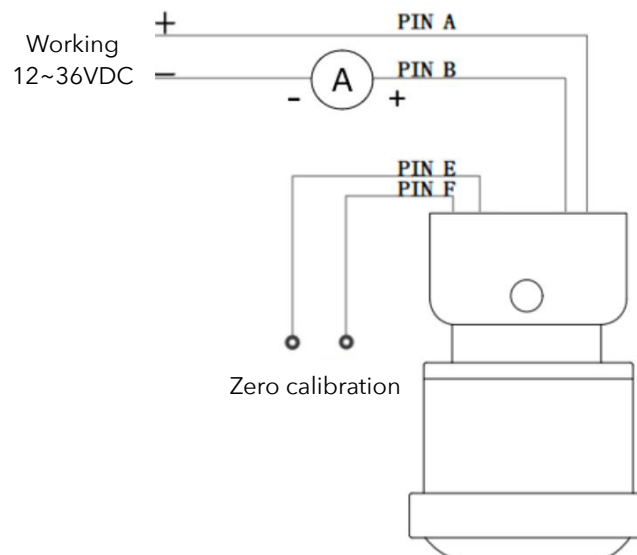 + PIN A
Working
12~36VDC
− PIN B
A
- +
PIN E
PIN F
Zero calibration